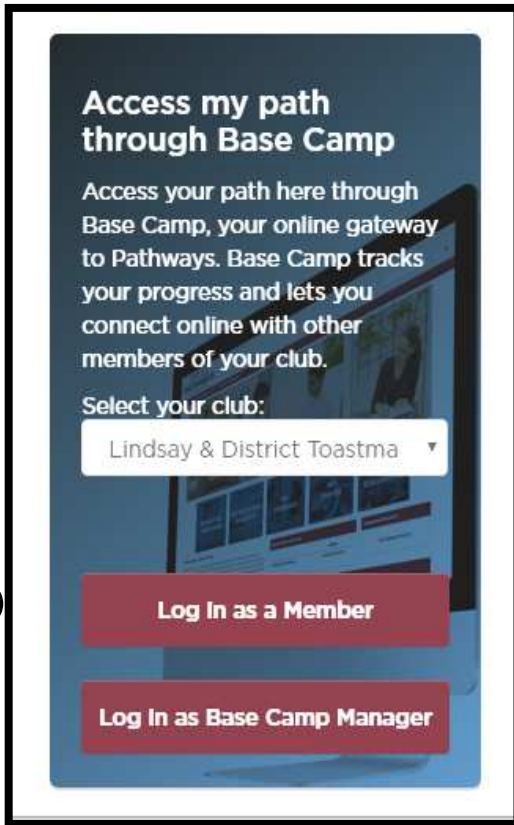 Access my path
through Base Camp
Access your path here through
Base Camp, your online gateway
to Pathways. Base Camp tracks
your progress and lets you
connect online with other
members of your club.
Select your club:
Lindsay & District Toastma
Log In as a Member
Log In as Base Camp Manager